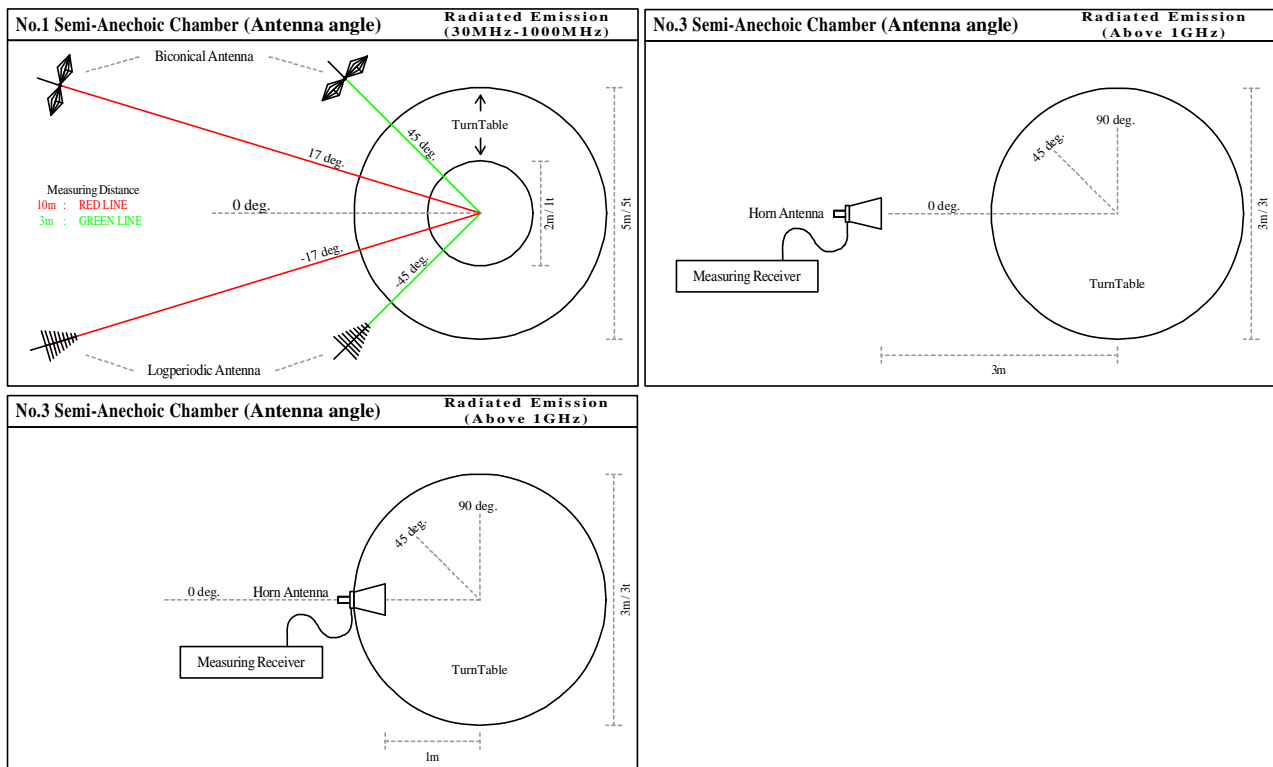 No.1 Semi-Anechoic Chamber (Antenna angle)
Radiated Emission
(30MHz-1000MHz)
Biconical Antenna
TurnTable
45 deg.
17 deg.
Measuring Distance
10m : RED LINE
3m : GREEN LINE
0 deg.
2m/ 1t
5m/ 5t
-17 deg.
-45 deg.
Logperiodic Antenna
No.3 Semi-Anechoic Chamber (Antenna angle)
Radiated Emission
(Above 1GHz)
90 deg.
45 deg.
Horn Antenna
0 deg.
3m/ 3t
Measuring Receiver
TurnTable
3m
No.3 Semi-Anechoic Chamber (Antenna angle)
Radiated Emission
(Above 1GHz)
90 deg.
45 deg.
0 deg.
Horn Antenna
3m/ 3t
Measuring Receiver
TurnTable
1m